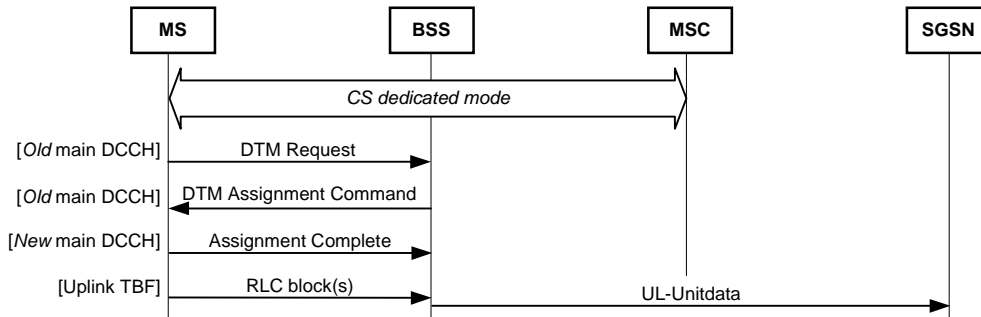 MS BSS MSC SGSN
CS dedicated mode
[Old main DCCH] DTM Request
[Old main DCCH] DTM Assignment Command
[New main DCCH] Assignment Complete
[Uplink TBF] RLC block(s) UL-Unitdata